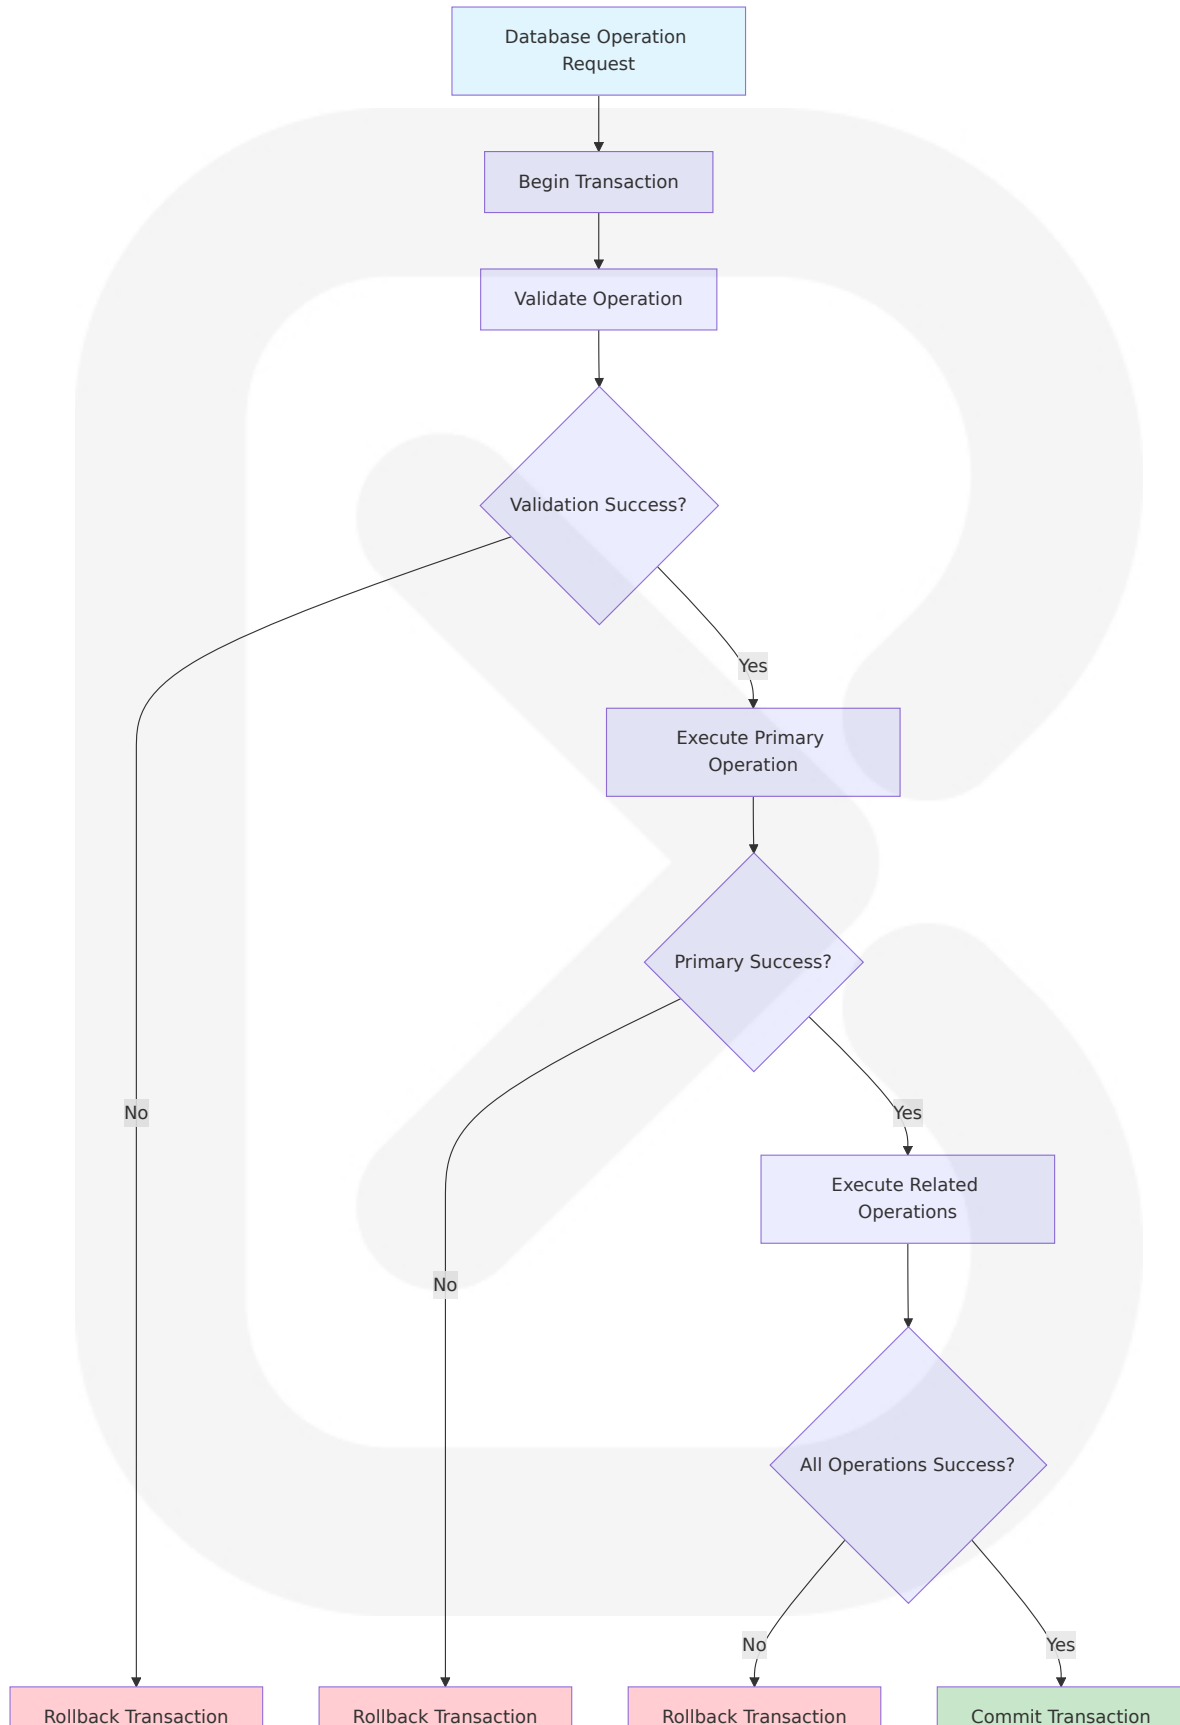 Database Operation
Request
Begin Transaction
Validate Operation
Validation Success?
Yes
Execute Primary
Operation
Primary Success?
No
Yes
Execute Related
Operations
No
All Operations Success?
No
Yes
Rollback Transaction
Rollback Transaction
Rollback Transaction
Commit Transaction